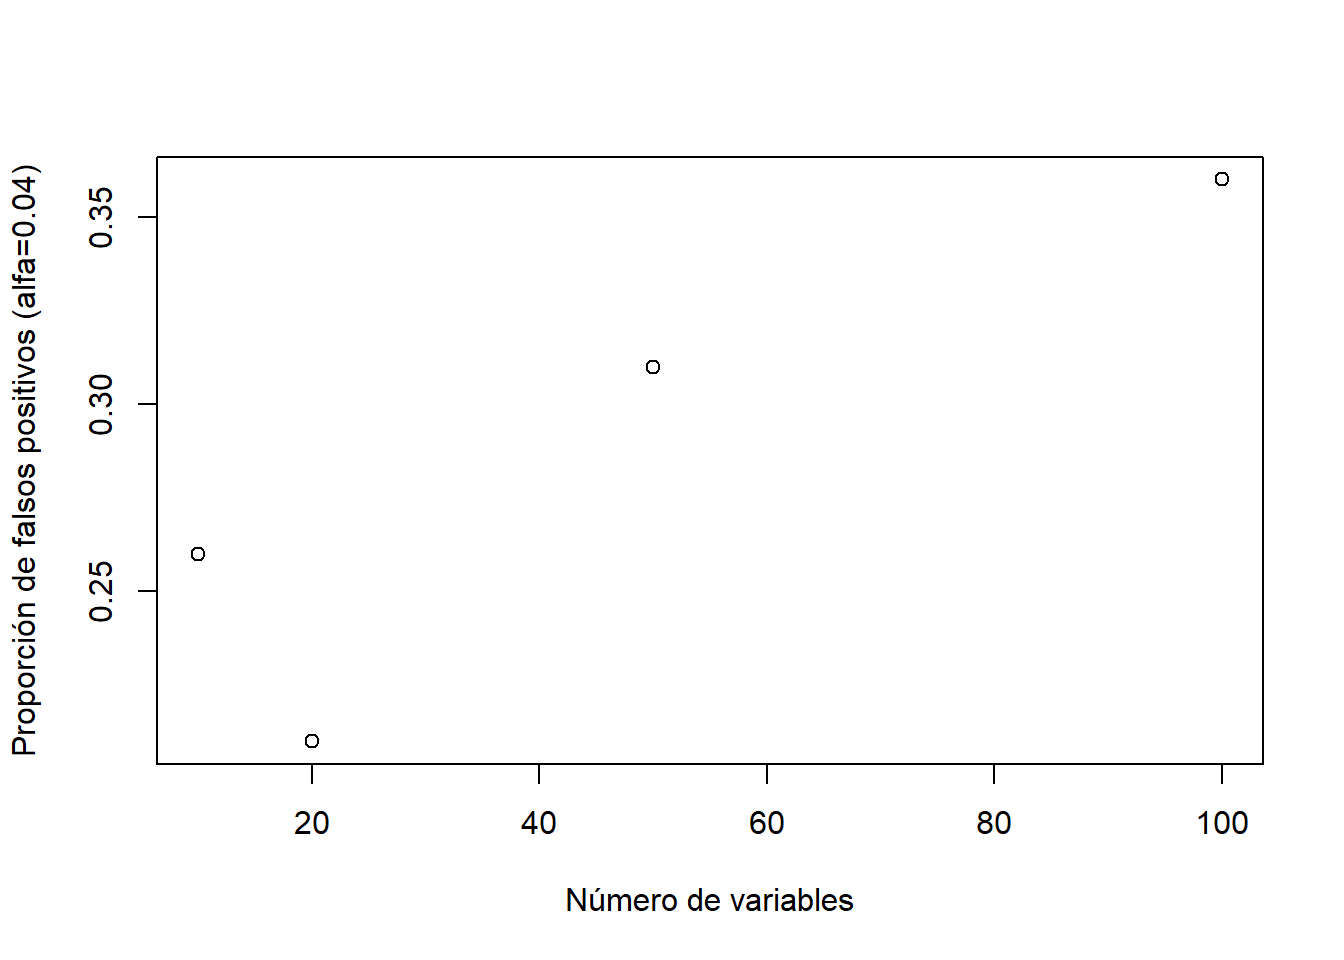 Proporción de falsos positivos (alfa=0.04)
0.35
0.30
0.25
20 40 60 80 100
Número de variables